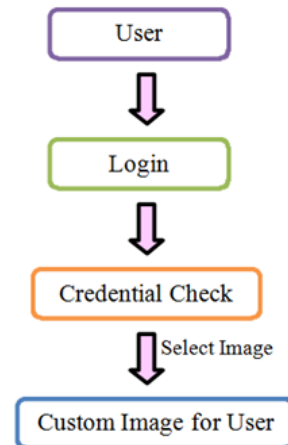 User
Login
Credential Check
Select Image
Custom Image for User